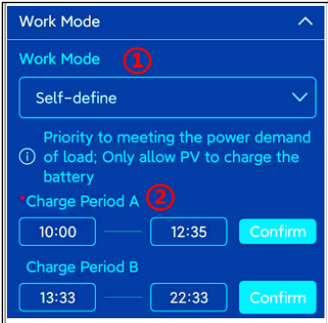 Work Mode
Work Mode ①
Self-define
Priority to meeting the power demand
of load; Only allow PV to charge the
battery
*Charge Period A ②
10:00 12:35 Confirm
Charge Period B
13:33 22:33 Confirm